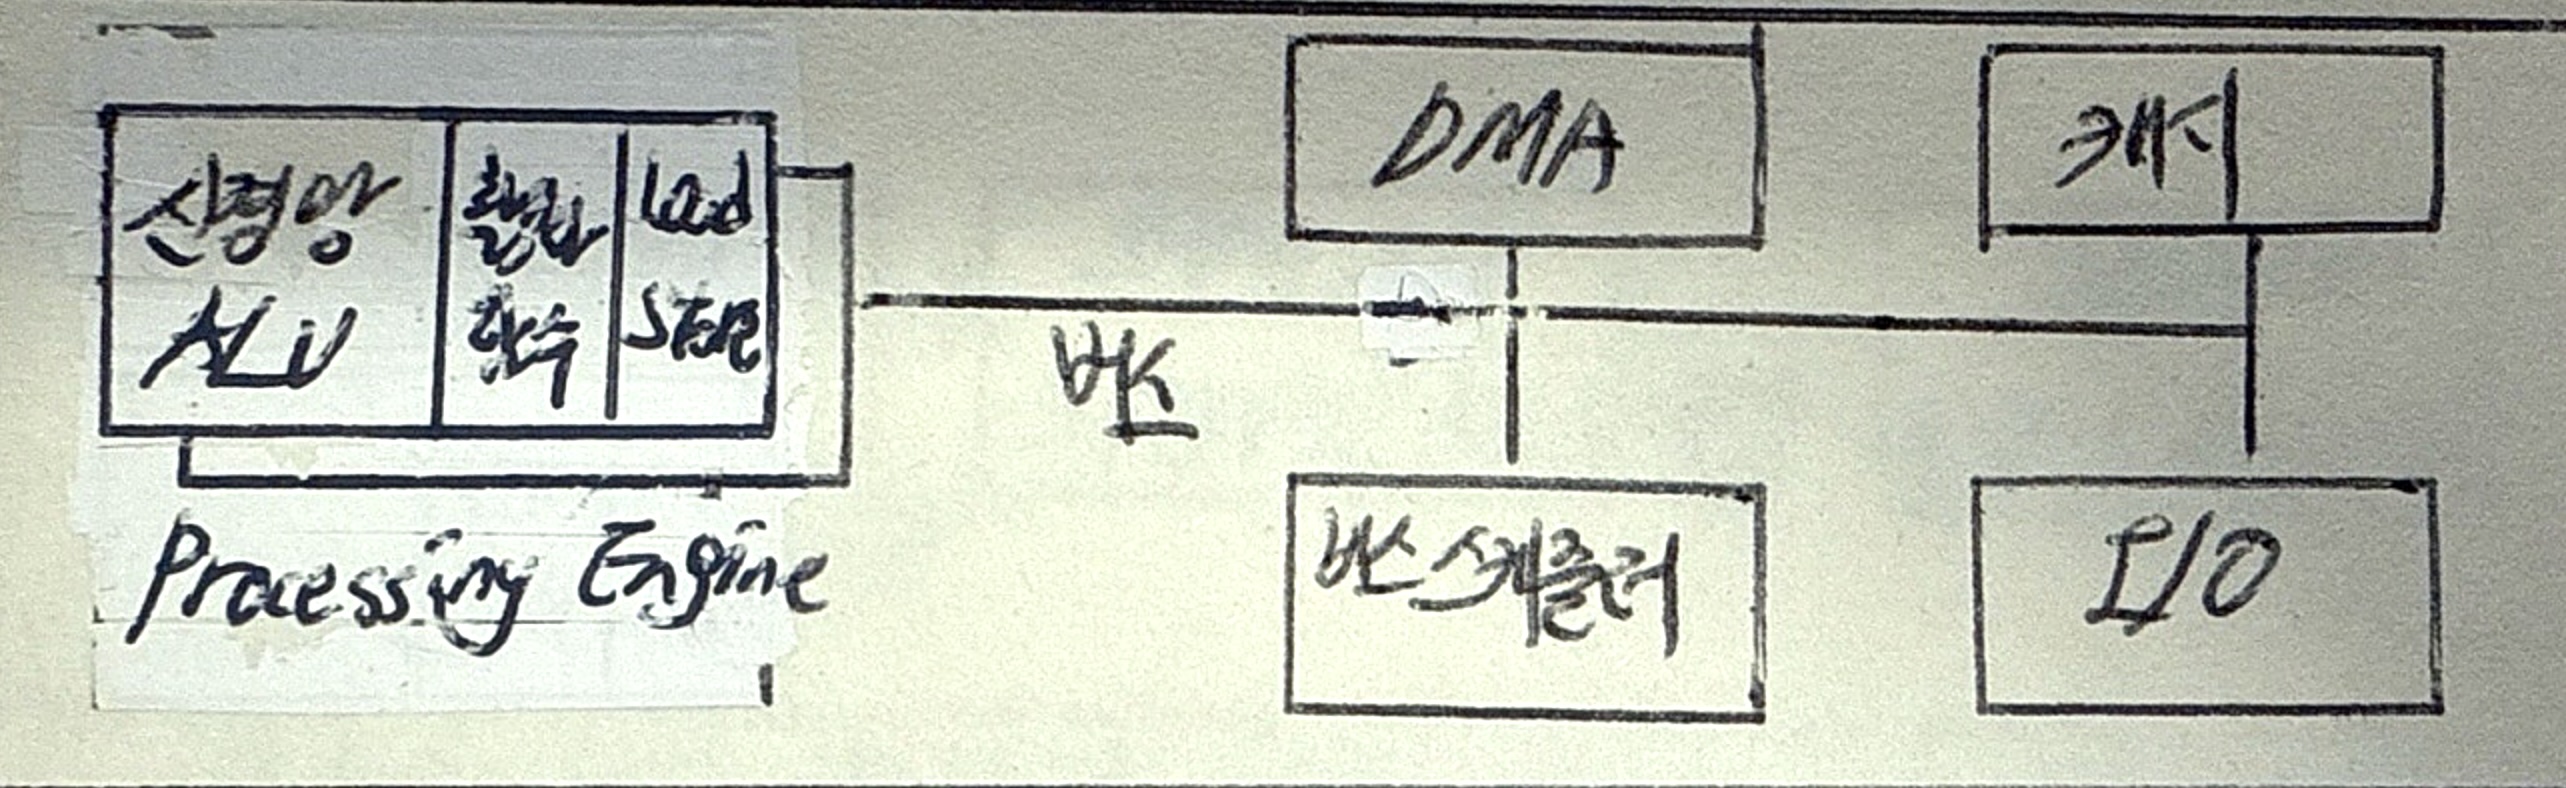 신경망
ALU
활성화
함수
Load
STORE
Processing Engine
버스
DMA
캐시
버스 스케쥴러
I/O